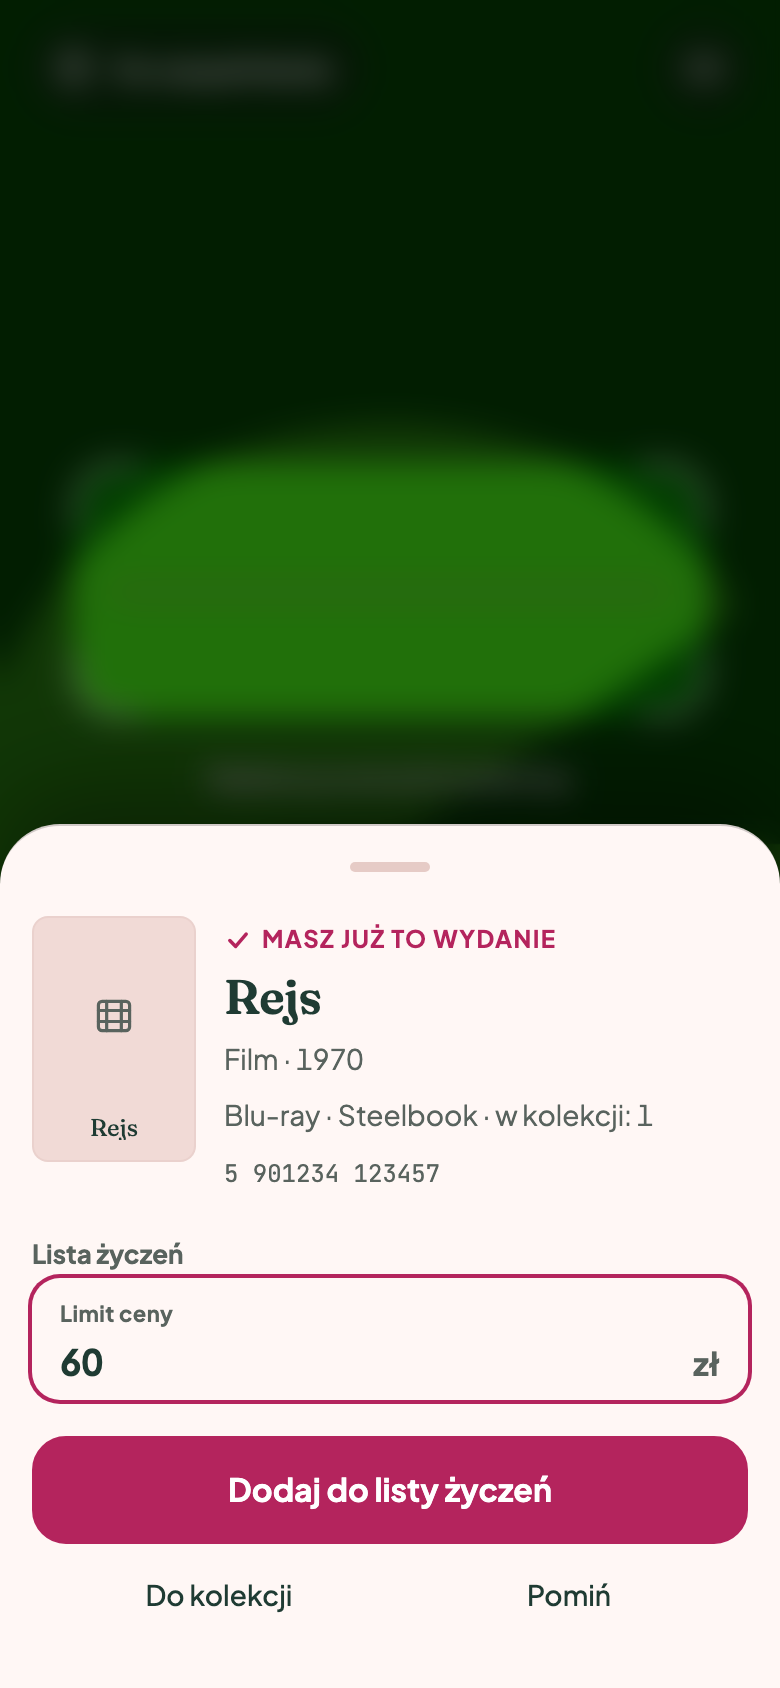 MASZ JUŻ TO WYDANIE
Rejs
Film · 1970
Blu-ray · Steelbook · w kolekcji: 1
5 901234 123457
Rejs
Lista życzeń
Limit ceny
60 zł
Dodaj do listy życzeń
Do kolekcji
Pomiń